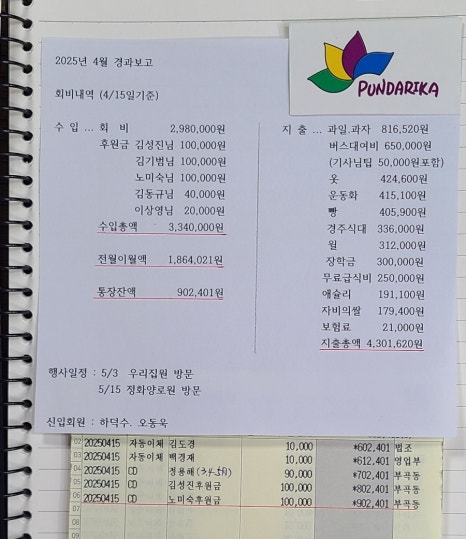 2025년 4월 경과보고
PUNDARIKA
회비내역 (4/15일기준)
수 입 … 회 비 2,980,000원
후원금 김성진님 100,000원
김기범님 100,000원
노미숙님 100,000원
김동규님 40,000원
이상영님 20,000원
수입총액 : 3,340,000원
전월이월액 1,864,021원
통장잔액 902,401원
지 출 … 과일.과자 816,520원
버스대여비 650,000원
(기사님팁 50,000원포함)
옷 424,600원
운동화 415,100원
빵 405,900원
경주식대 336,000원
월 312,000원
장학금 300,000원
무료급식비 250,000원
애슐리 191,100원
자비의쌀 179,400원
보험료 21,000원
지출총액 4,301,620원
행사일정 : 5/3 우리집원 방문
5/15 정화양로원 방문
신입회원 : 하덕수. 오동욱
02 20250415 자동이체 김도경 10,000 *602,401 범조
03 20250415 자동이체 백경재 10,000 *612,401 영업부
04 20250415 CD 정용해(3.4-5月) 90,000 *702,401 부곡동
05 20250415 CD 김성진후원금 100,000 *802,401 부곡동
06 20250415 CD 노미숙후원금 100,000 *902,401 부곡동
07
09